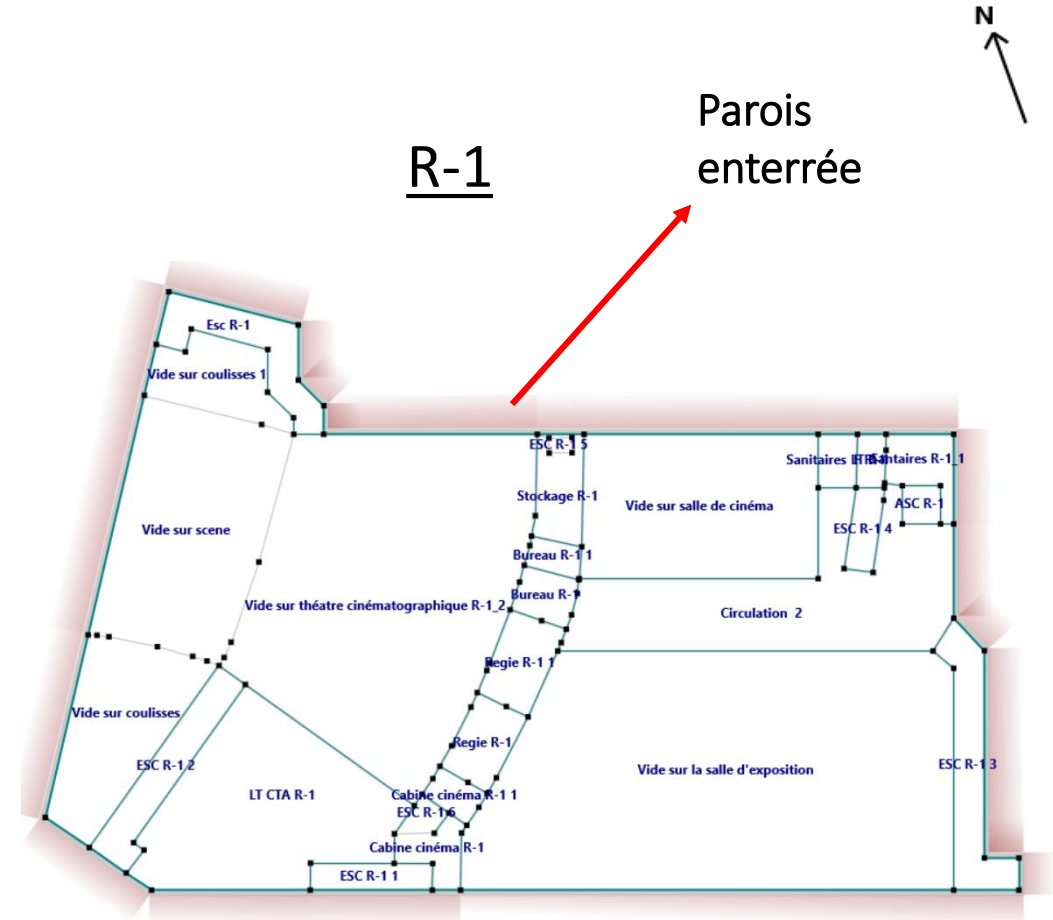 N
Parois
enterrée
R-1
Esc R-1
Vide sur coulisses 1
ESC R-1 5
Sanitaires
R-1_1
Stockage R-1
Vide sur salle de cinéma
ASC R-1
Vide sur scene
ESC R-1 4
Bureau R-1 1
Bureau R-1
Vide sur théatre cinématographique R-1_2
Circulation 2
Regie R-1 1
Vide sur coulisses
Regie R-1
ESC R-1 2
Vide sur la salle d'exposition
ESC R-1 3
LT CTA R-1
Cabine cinéma R-1 1
ESC R-1 6
Cabine cinéma R-1
ESC R-1 1